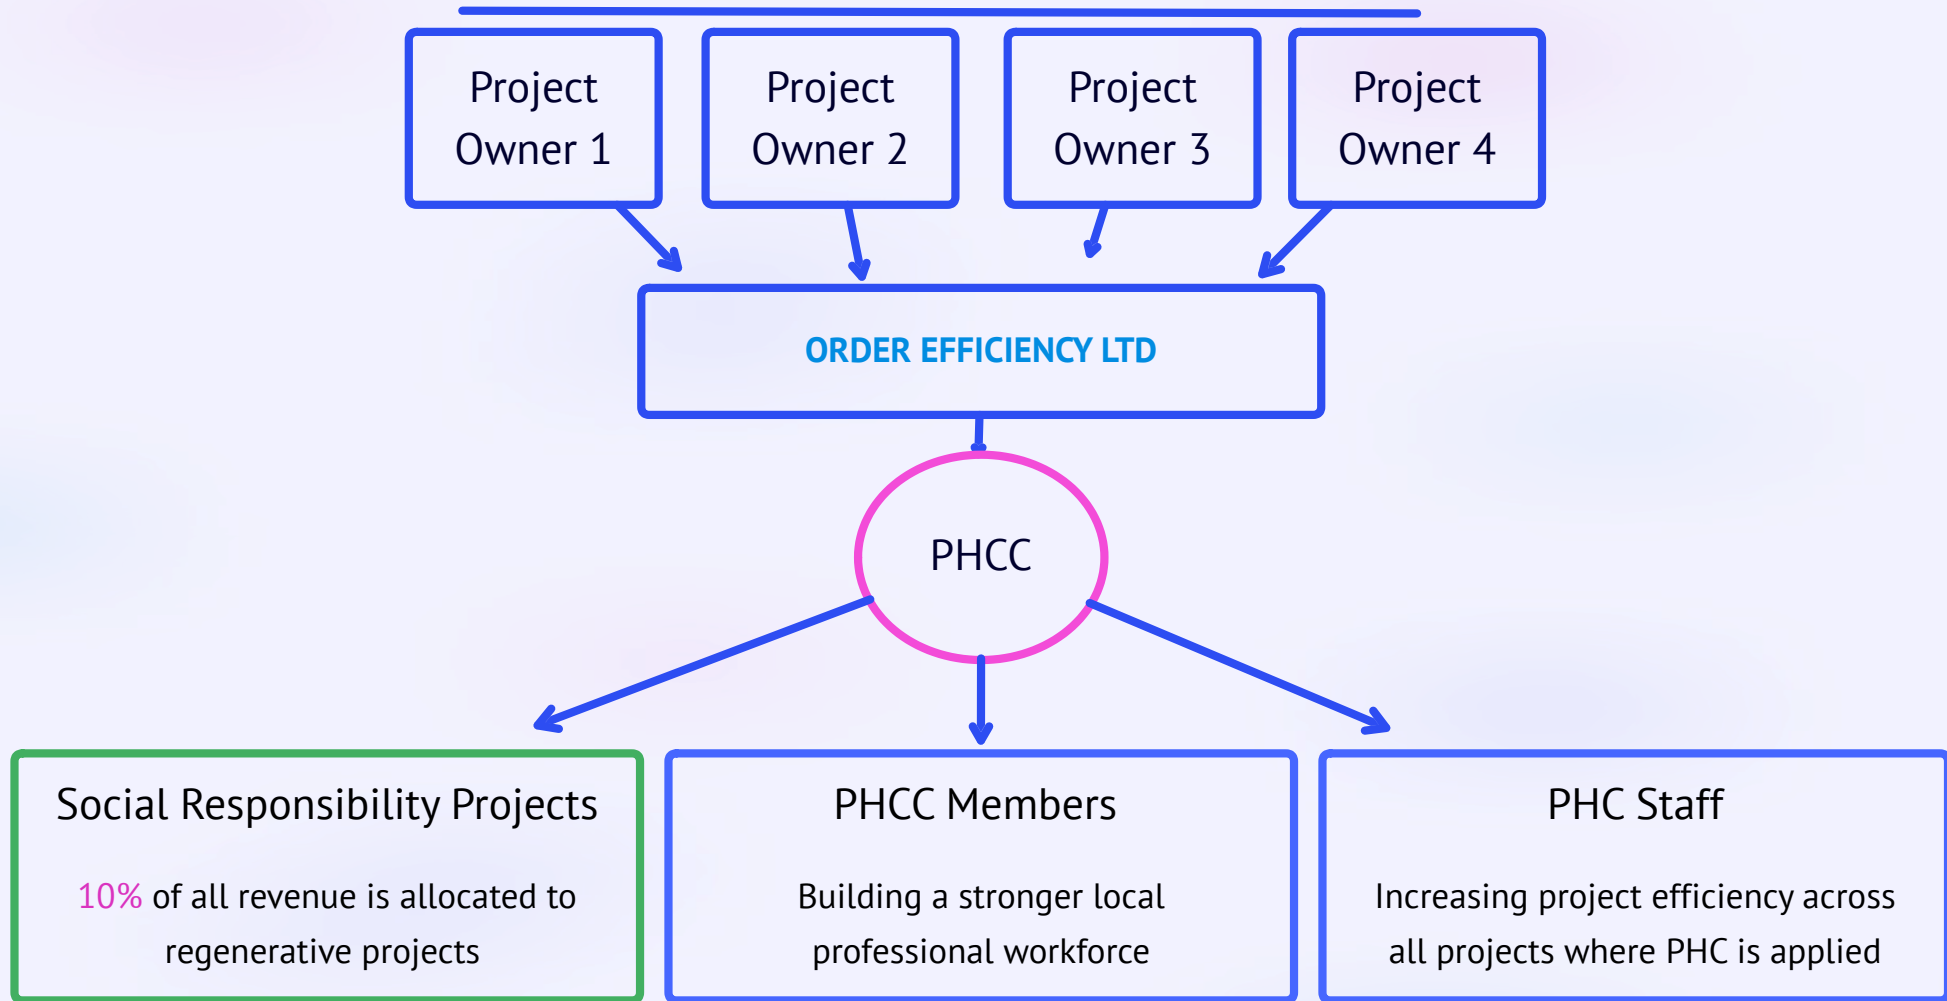 Project
Owner 1
Project
Owner 2
Project
Owner 3
Project
Owner 4
ORDER EFFICIENCY LTD
PHCC
Social Responsibility Projects
10% of all revenue is allocated to
regenerative projects
PHCC Members
Building a stronger local
professional workforce
PHC Staff
Increasing project efficiency across
all projects where PHC is applied